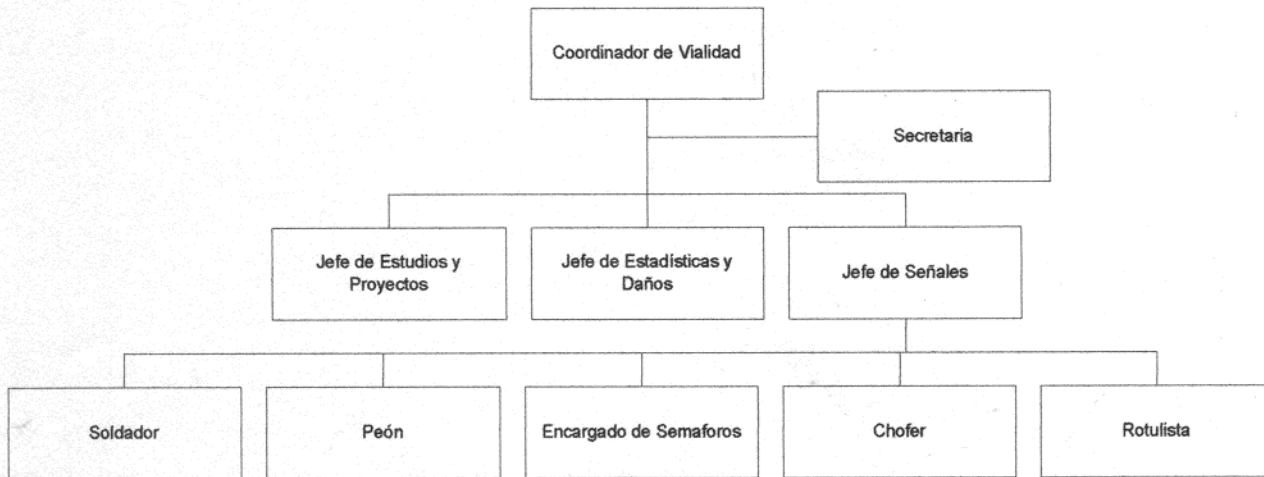 Coordinador de Vialidad
Secretaria
Jefe de Estudios y
Proyectos
Jefe de Estadísticas y
Daños
Jefe de Señales
Soldador
Peón
Encargado de Semaforos
Chofer
Rotulista